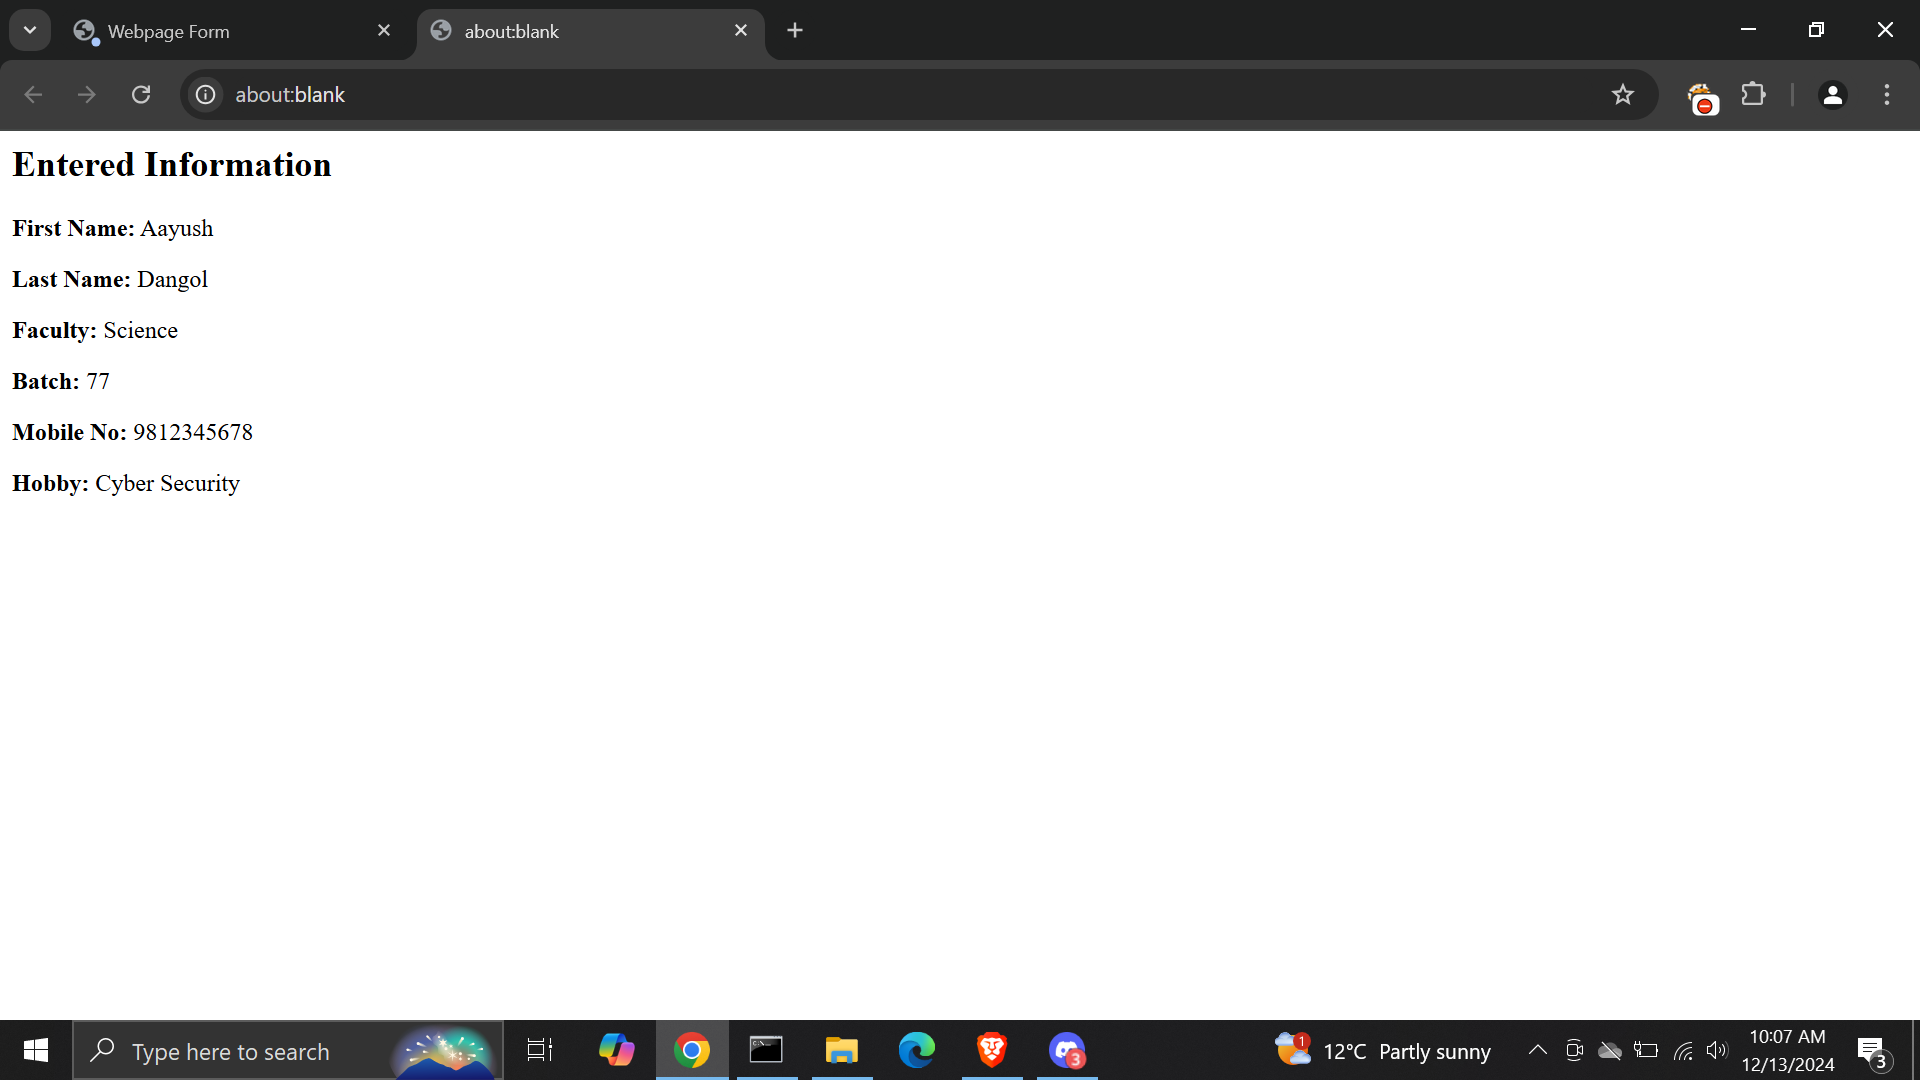 Webpage Form
about:blank
about:blank
Entered Information
First Name: Aayush
Last Name: Dangol
Faculty: Science
Batch: 77
Mobile No: 9812345678
Hobby: Cyber Security
Type here to search
3
1
12°C Partly sunny
10:07 AM
12/13/2024
3